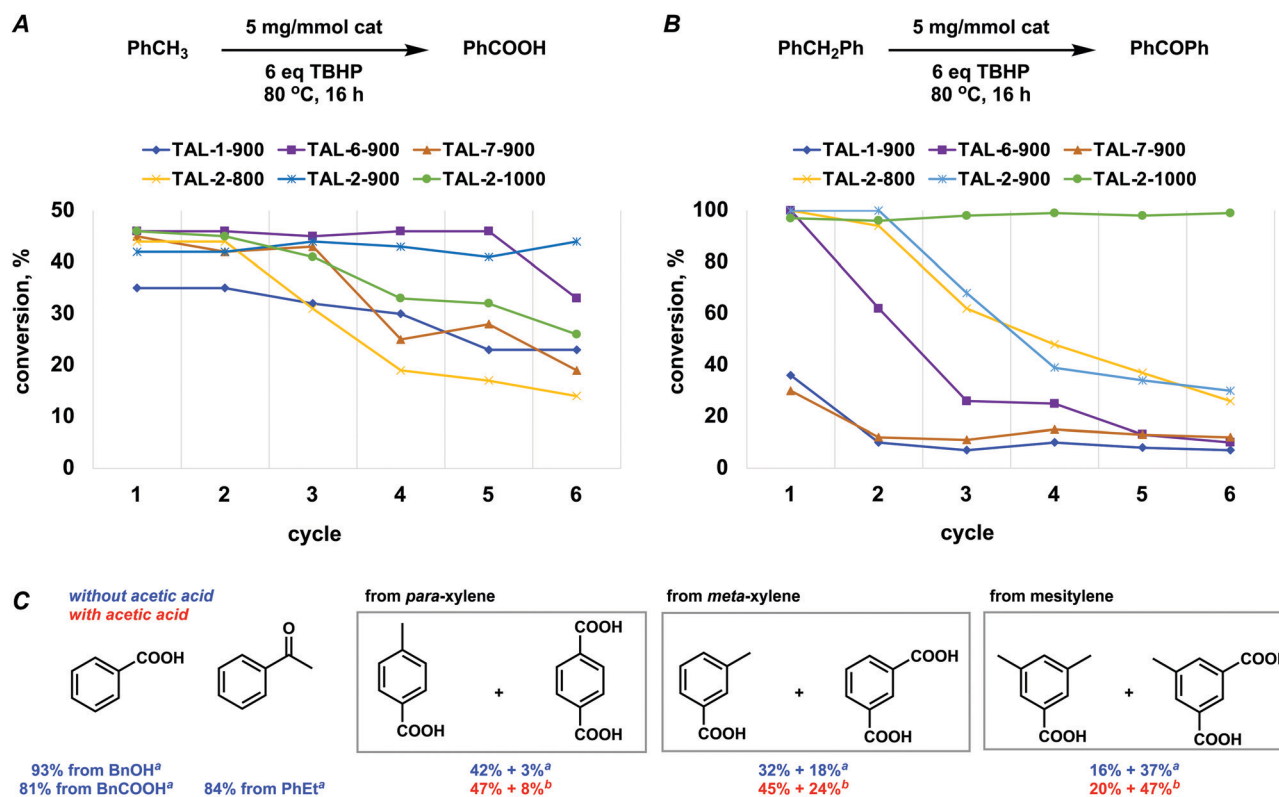 A
PhCH3
5 mg/mmol cat
6 eq TBHP
80 oC, 16 h
PhCOOH
TAL-1-900 TAL-6-900 TAL-7-900
TAL-2-800 TAL-2-900 TAL-2-1000
50
40
30
20
10
0
conversion, %
1 2 3 4 5 6
cycle
B
PhCH2Ph
5 mg/mmol cat
6 eq TBHP
80 oC, 16 h
PhCOPh
TAL-1-900 TAL-6-900 TAL-7-900
TAL-2-800 TAL-2-900 TAL-2-1000
100
80
60
40
20
0
conversion, %
1 2 3 4 5 6
cycle
C
without acetic acid
with acetic acid
COOH
O
93% from BnOHa
81% from BnCOOHa
84% from PhEta
from para-xylene
COOH
+
COOH
COOH
42% + 3%a
47% + 8%b
from meta-xylene
COOH
+
COOH
COOH
32% + 18%a
45% + 24%b
from mesitylene
COOH
+
COOH
COOH
16% + 37%a
20% + 47%b